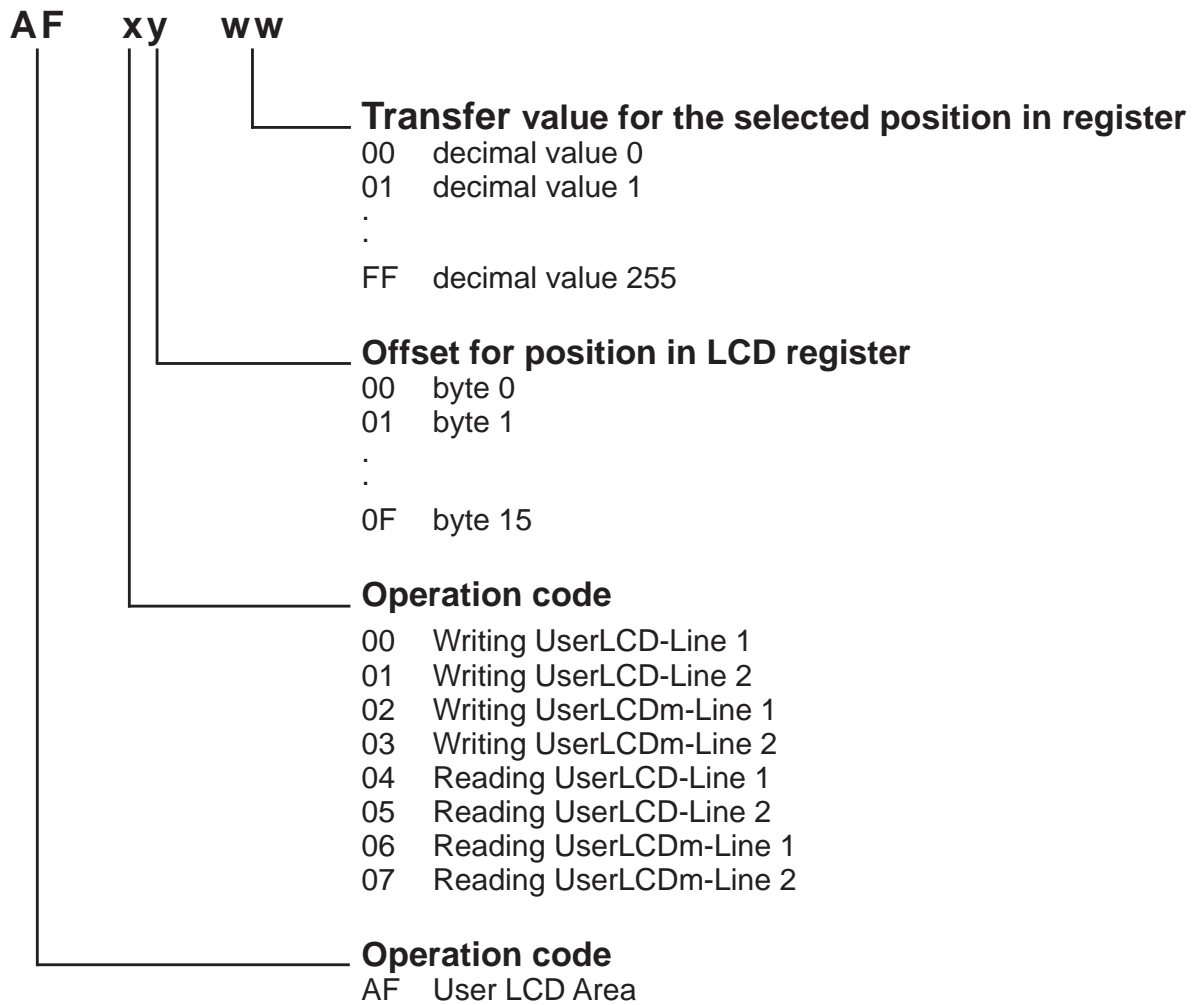 AF xy ww
Transfer value for the selected position in register
00 decimal value 0
01 decimal value 1
.
.
FF decimal value 255
Offset for position in LCD register
00 byte 0
01 byte 1
.
.
0F byte 15
Operation code
00 Writing UserLCD-Line 1
01 Writing UserLCD-Line 2
02 Writing UserLCDm-Line 1
03 Writing UserLCDm-Line 2
04 Reading UserLCD-Line 1
05 Reading UserLCD-Line 2
06 Reading UserLCDm-Line 1
07 Reading UserLCDm-Line 2
Operation code
AF User LCD Area